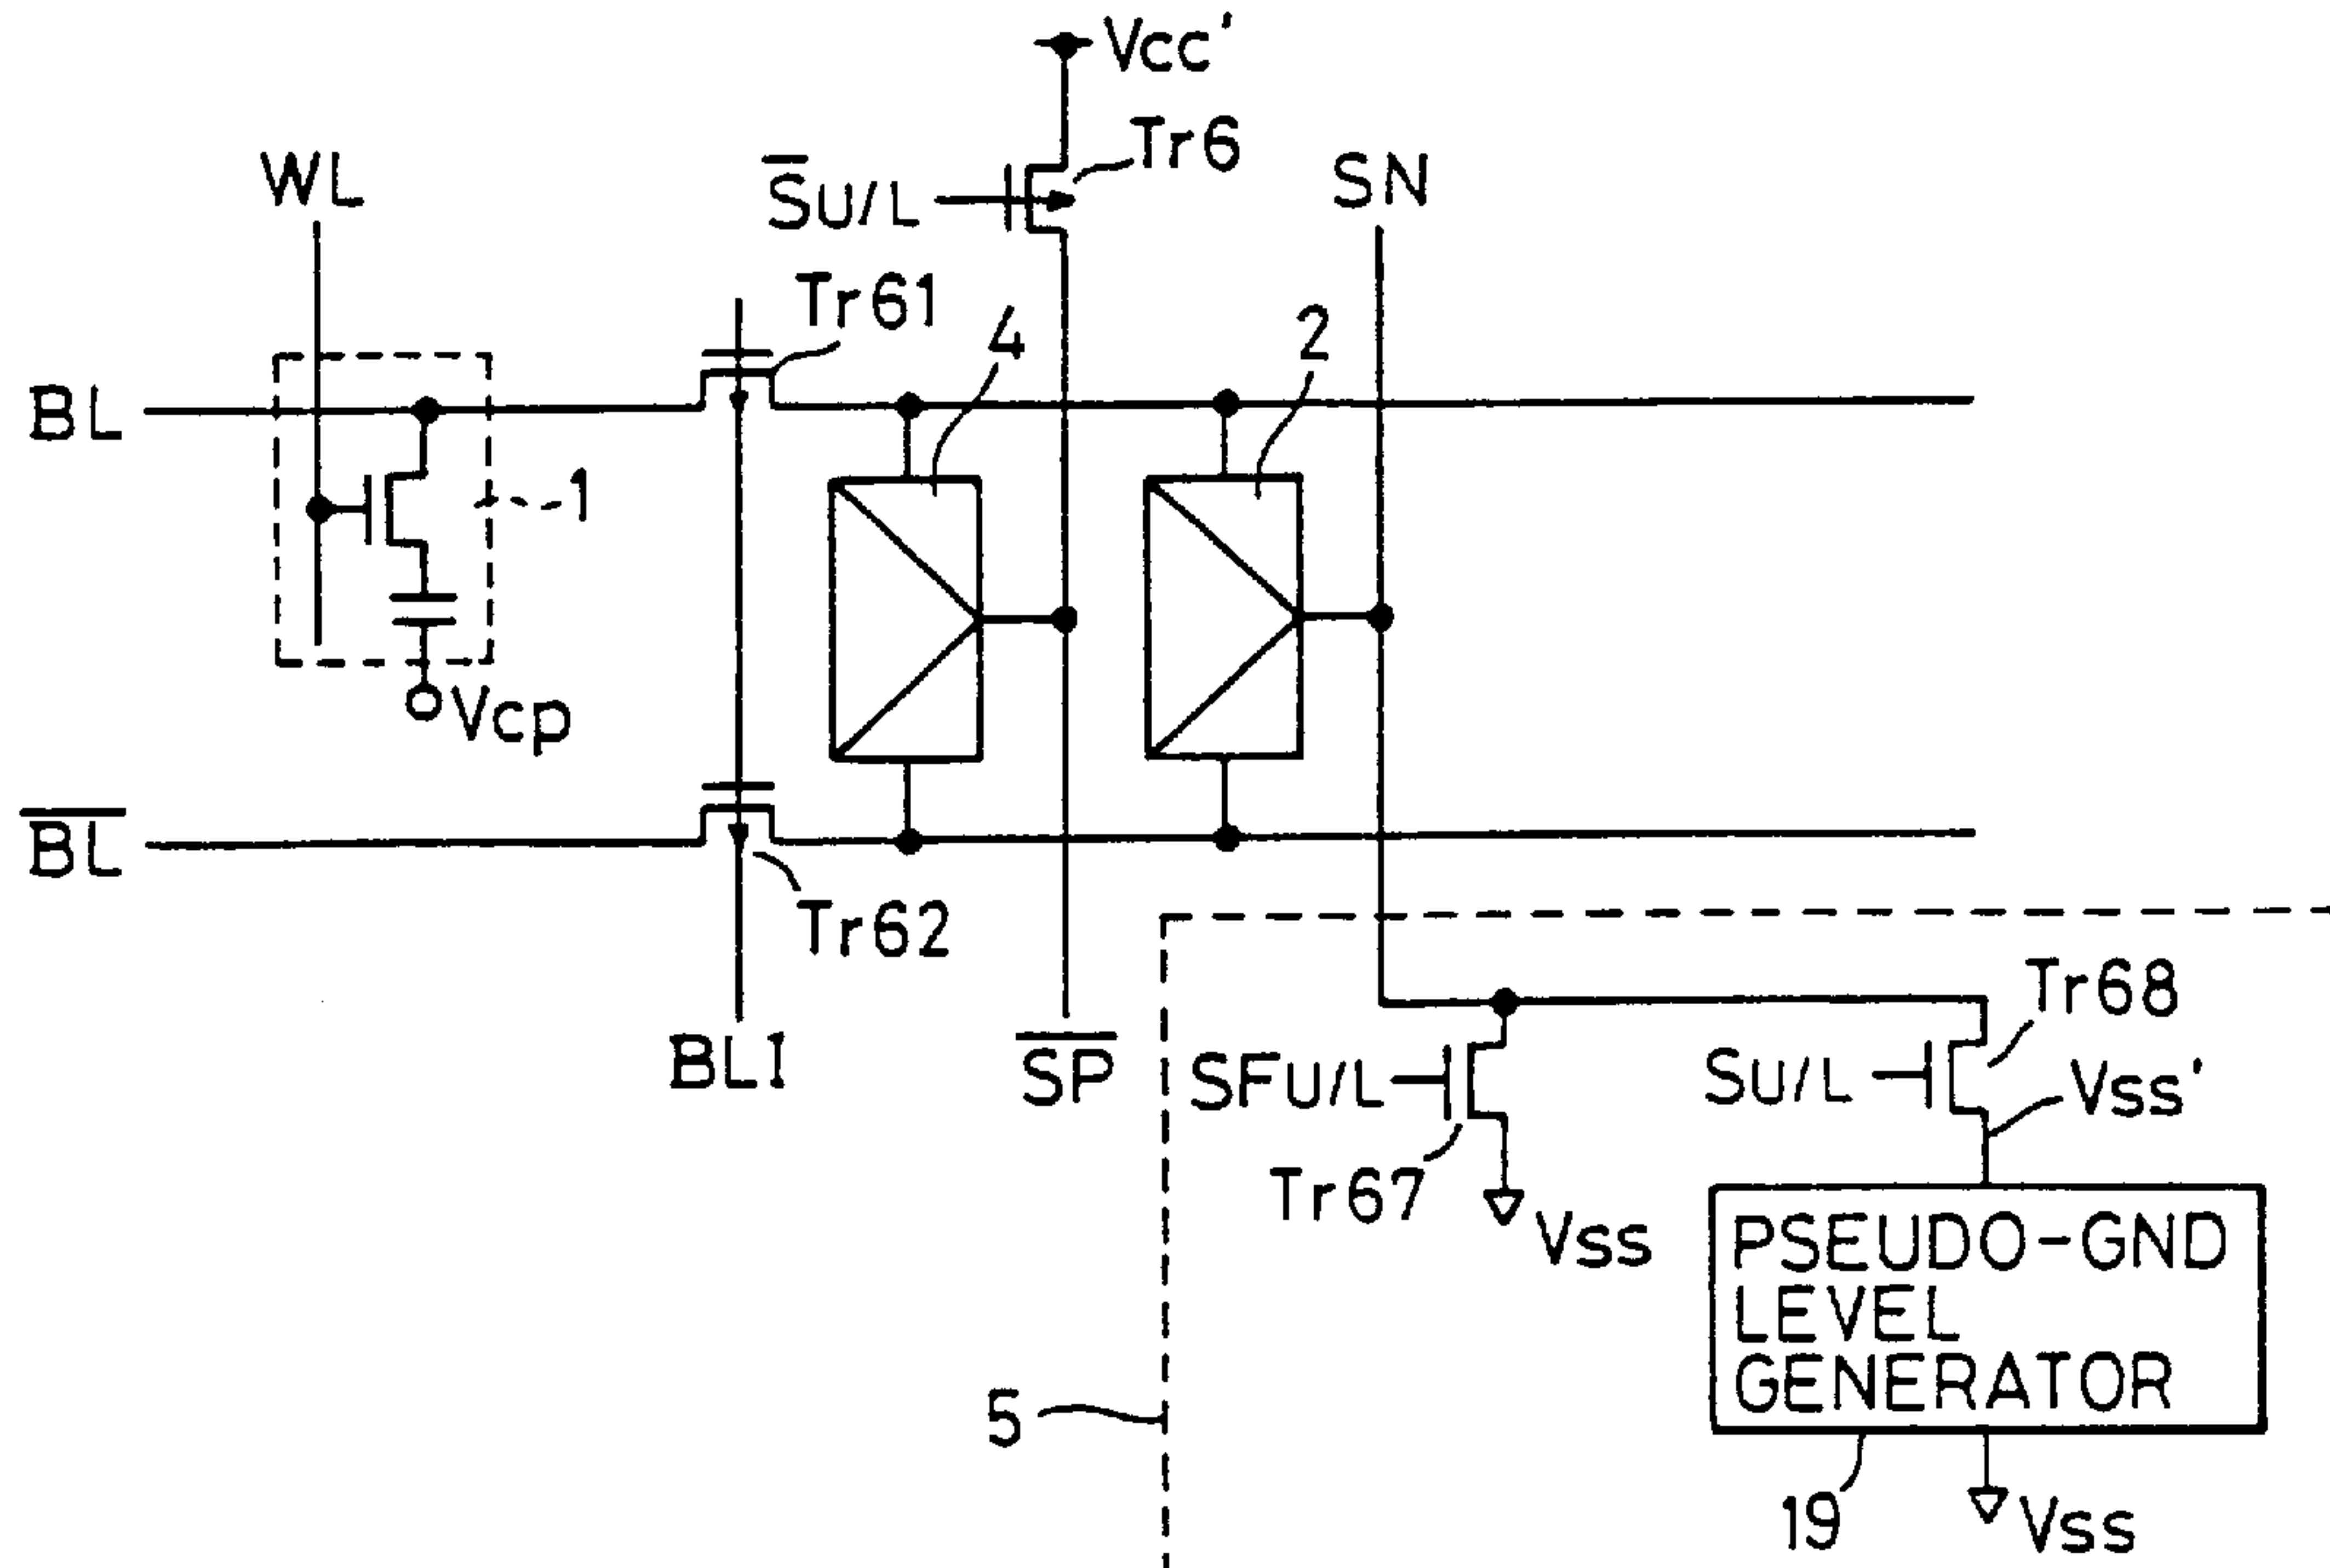 Vcc'
Tr6
WL
S̅U/L
SN
Tr61
4
2
BL
1
Vcp
B̅L̅
Tr62
Tr68
BLI
S̅P̅
SFU/L
SU/L
Vss'
Tr67
Vss
PSEUDO-GND
LEVEL
GENERATOR
5
19
Vss